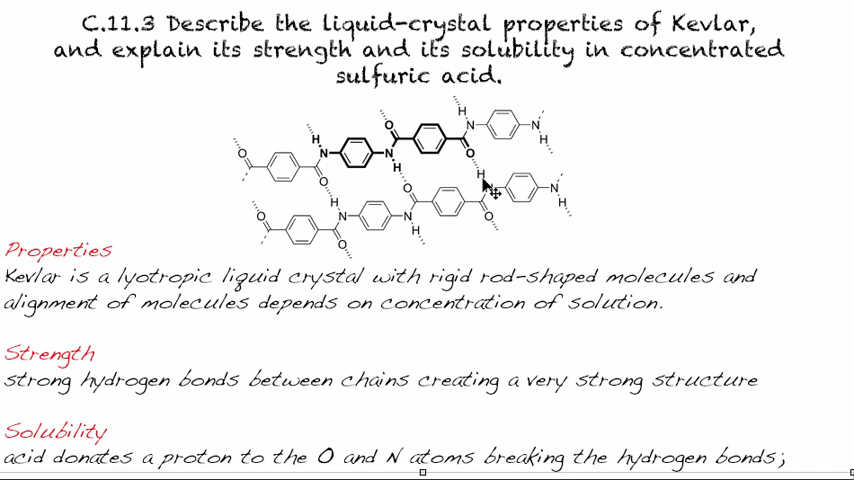 C.11.3 Describe the liquid-crystal properties of Kevlar,
and explain its strength and its solubility in concentrated
sulfuric acid.
H
H
O
N
N
H
O
O
N
H
O
N
H
O
H
N
O
H
N
H
O
O
N
H
O
N
H
O
Properties
Kevlar is a lyotropic liquid crystal with rigid rod-shaped molecules and
alignment of molecules depends on concentration of solution.
Strength
strong hydrogen bonds between chains creating a very strong structure
Solubility
acid donates a proton to the O and N atoms breaking the hydrogen bonds;